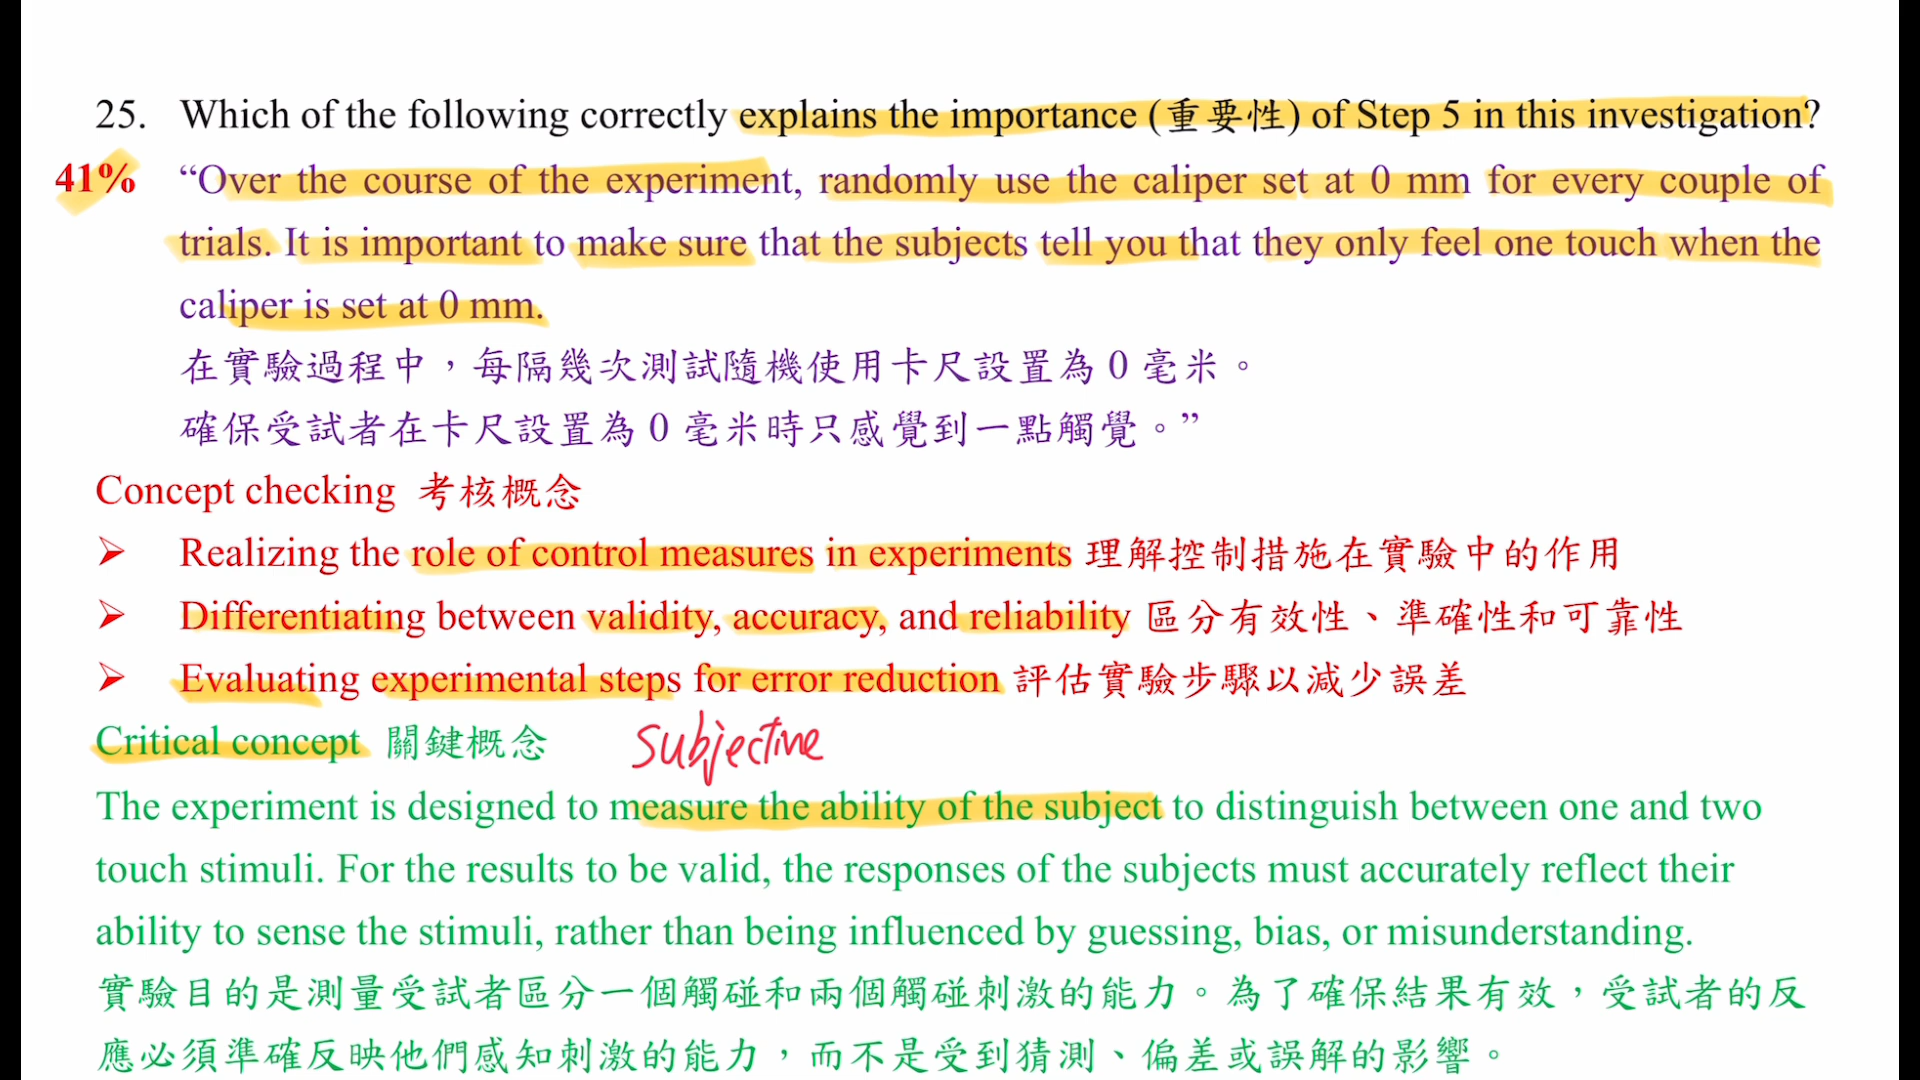 25. Which of the following correctly explains the importance (重要性) of Step 5 in this investigation?
41% “Over the course of the experiment, randomly use the caliper set at 0 mm for every couple of
trials. It is important to make sure that the subjects tell you that they only feel one touch when the
caliper is set at 0 mm.
在實驗過程中，每隔幾次測試隨機使用卡尺設置為 0 毫米。
確保受試者在卡尺設置為 0 毫米時只感覺到一點觸覺。”
Concept checking 考核概念
➢ Realizing the role of control measures in experiments 理解控制措施在實驗中的作用
➢ Differentiating between validity, accuracy, and reliability 區分有效性、準確性和可靠性
➢ Evaluating experimental steps for error reduction 評估實驗步驟以減少誤差
Critical concept 關鍵概念 Subjective
The experiment is designed to measure the ability of the subject to distinguish between one and two
touch stimuli. For the results to be valid, the responses of the subjects must accurately reflect their
ability to sense the stimuli, rather than being influenced by guessing, bias, or misunderstanding.
實驗目的是測量受試者區分一個觸碰和兩個觸碰刺激的能力。為了確保結果有效，受試者的反
應必須準確反映他們感知刺激的能力，而不是受到猜測、偏差或誤解的影響。